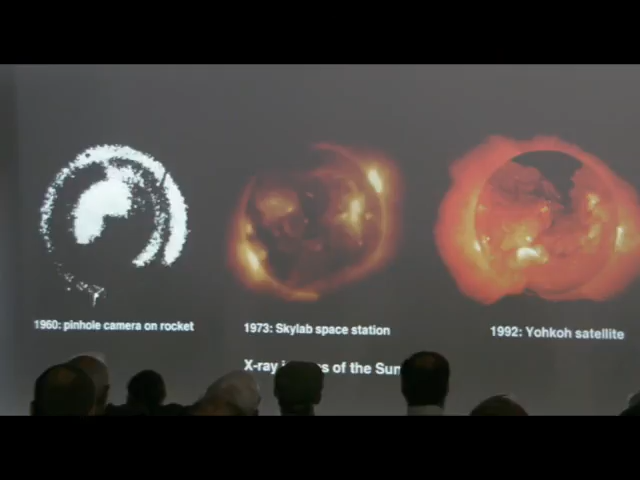 1960: pinhole camera on rocket
1973: Skylab space station
1992: Yohkoh satellite
X-ray of the Sun